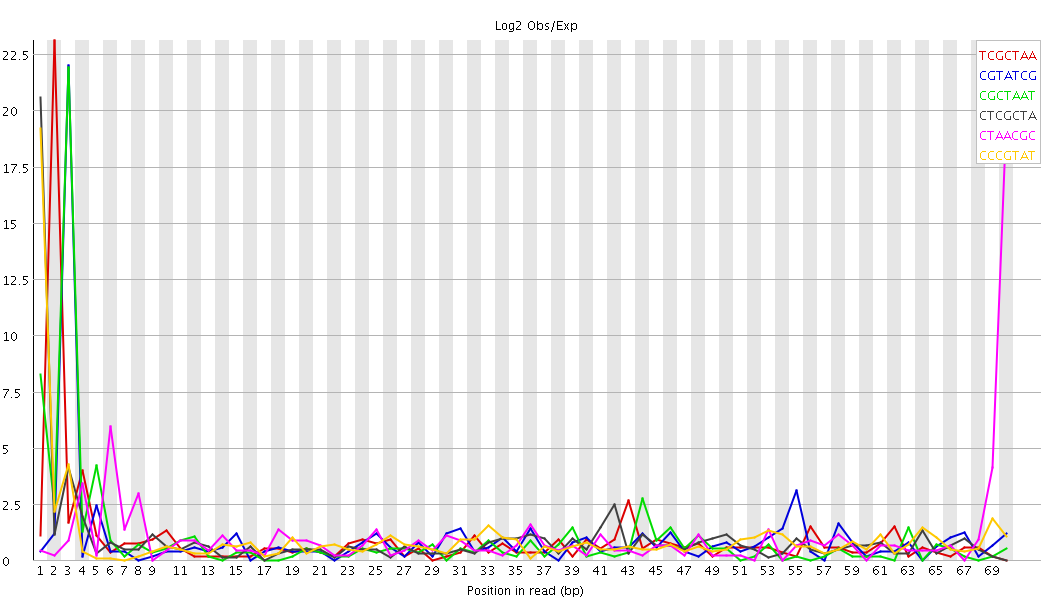 Log2 Obs/Exp
22.5
20
17.5
15
12.5
10
7.5
5
2.5
0
TCGCTAA
CGTATCG
CGCTAAT
CTCGCTA
CTAACGC
CCCGTAT
1 2 3 4 5 6 7 8 9 11 13 15 17 19 21 23 25 27 29 31 33 35 37 39 41 43 45 47 49 51 53 55 57 59 61 63 65 67 69
Position in read (bp)